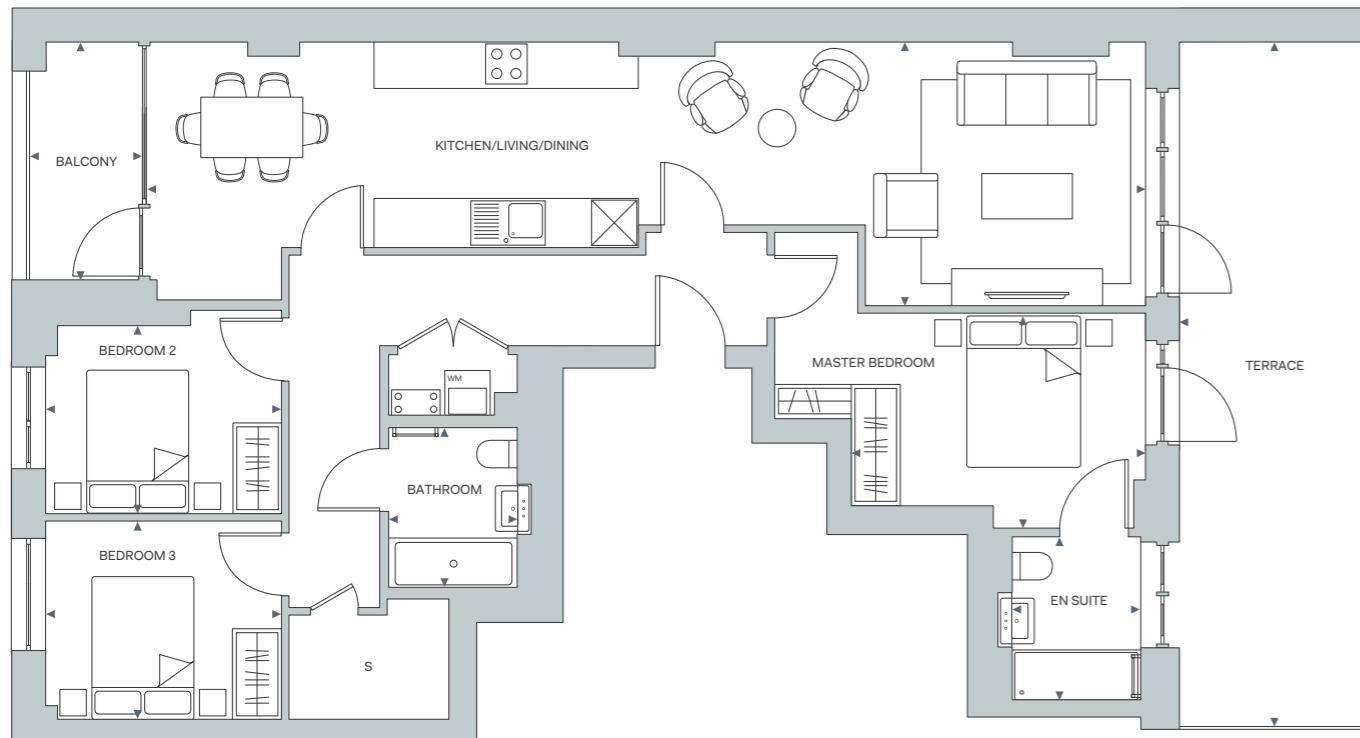 KITCHEN/LIVING/DINING
BALCONY
BEDROOM 2
MASTER BEDROOM
TERRACE
WM
BATHROOM
BEDROOM 3
EN SUITE
S